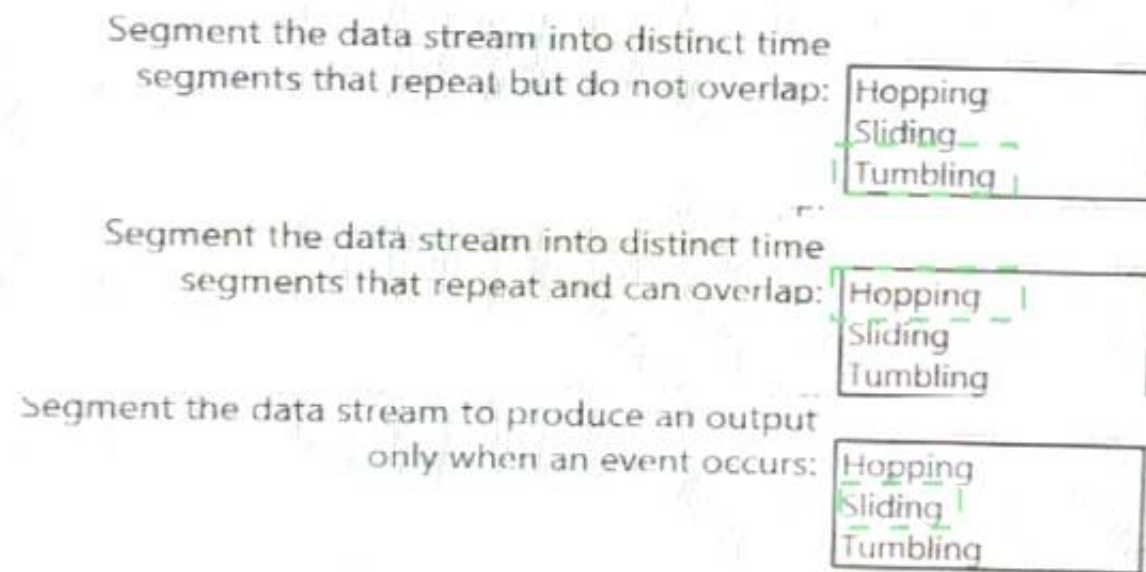 Segment the data stream into distinct time
segments that repeat but do not overlap:
Hopping
Sliding
Tumbling
Segment the data stream into distinct time
segments that repeat and can overlap:
Hopping
Sliding
Tumbling
Segment the data stream to produce an output
only when an event occurs:
Hopping
Sliding
Tumbling